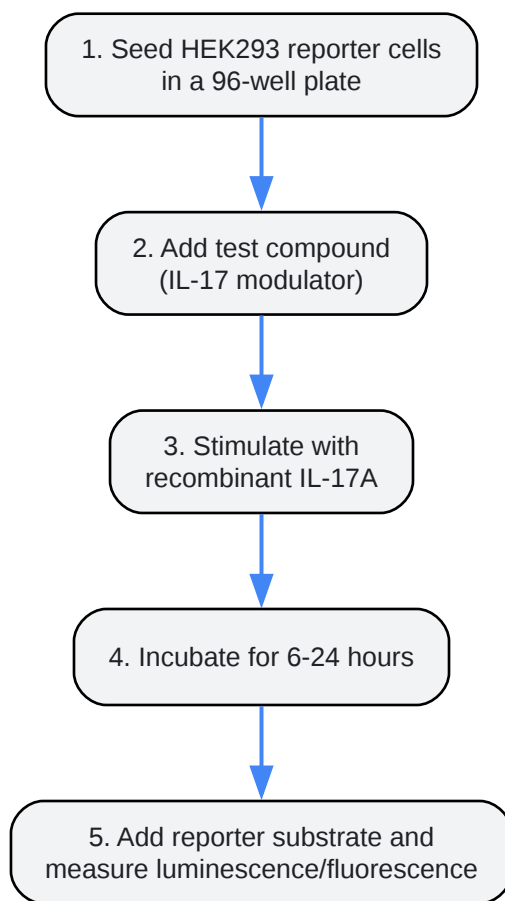 1. Seed HEK293 reporter cells
in a 96-well plate
2. Add test compound
(IL-17 modulator)
3. Stimulate with
recombinant IL-17A
4. Incubate for 6-24 hours
5. Add reporter substrate and
measure luminescence/fluorescence